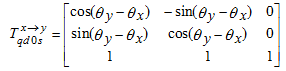 T_{qd0s}^{x→y} = [cos(θ_y − θ_x) −sin(θ_y − θ_x) 0
sin(θ_y − θ_x) cos(θ_y − θ_x) 0
1 1 1]